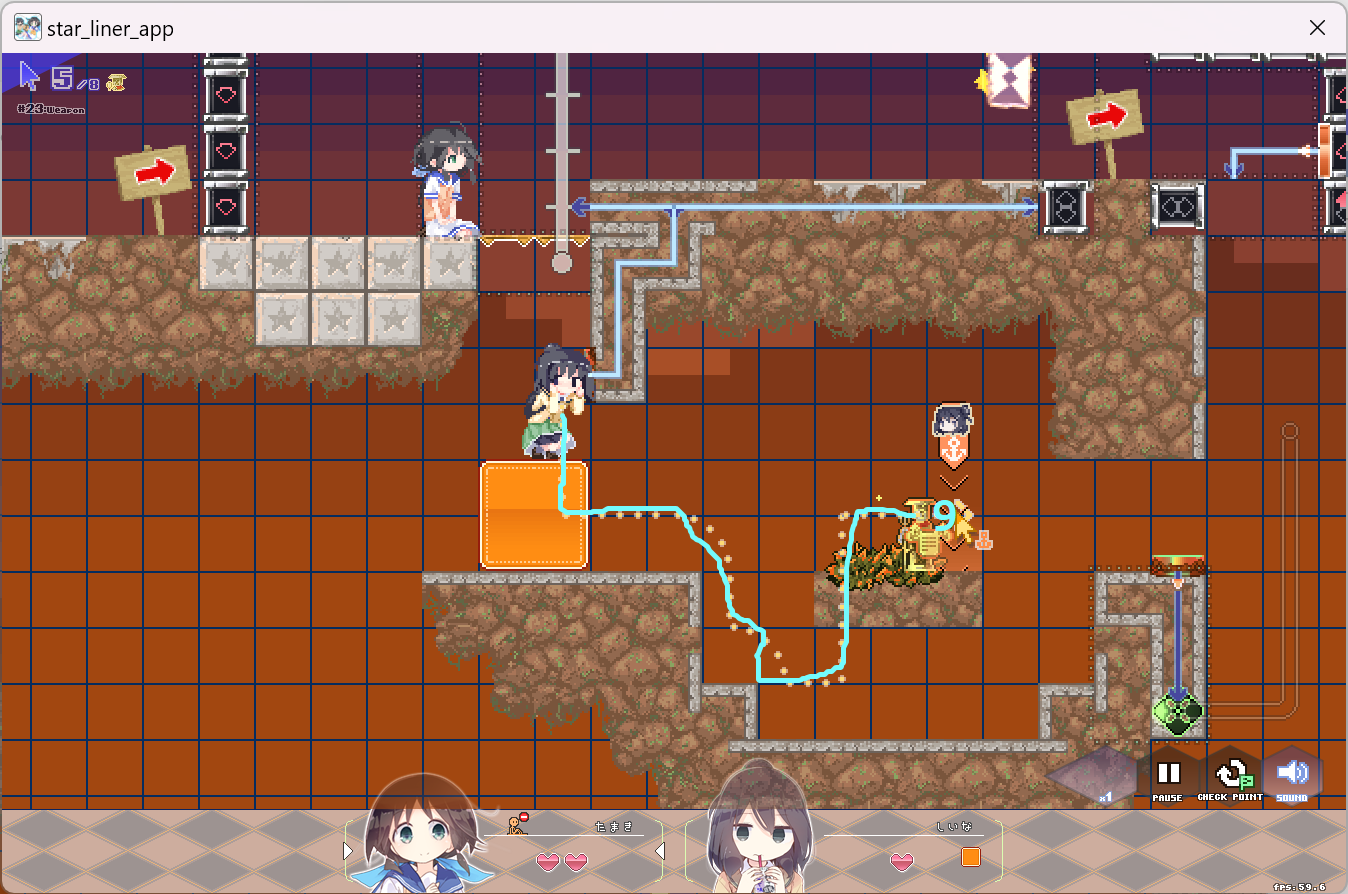 star_liner_app
5/8
#23:Weapon
9
x1
PAUSE
CHECK POINT
SOUND
たまき
しいな
fps:59.6